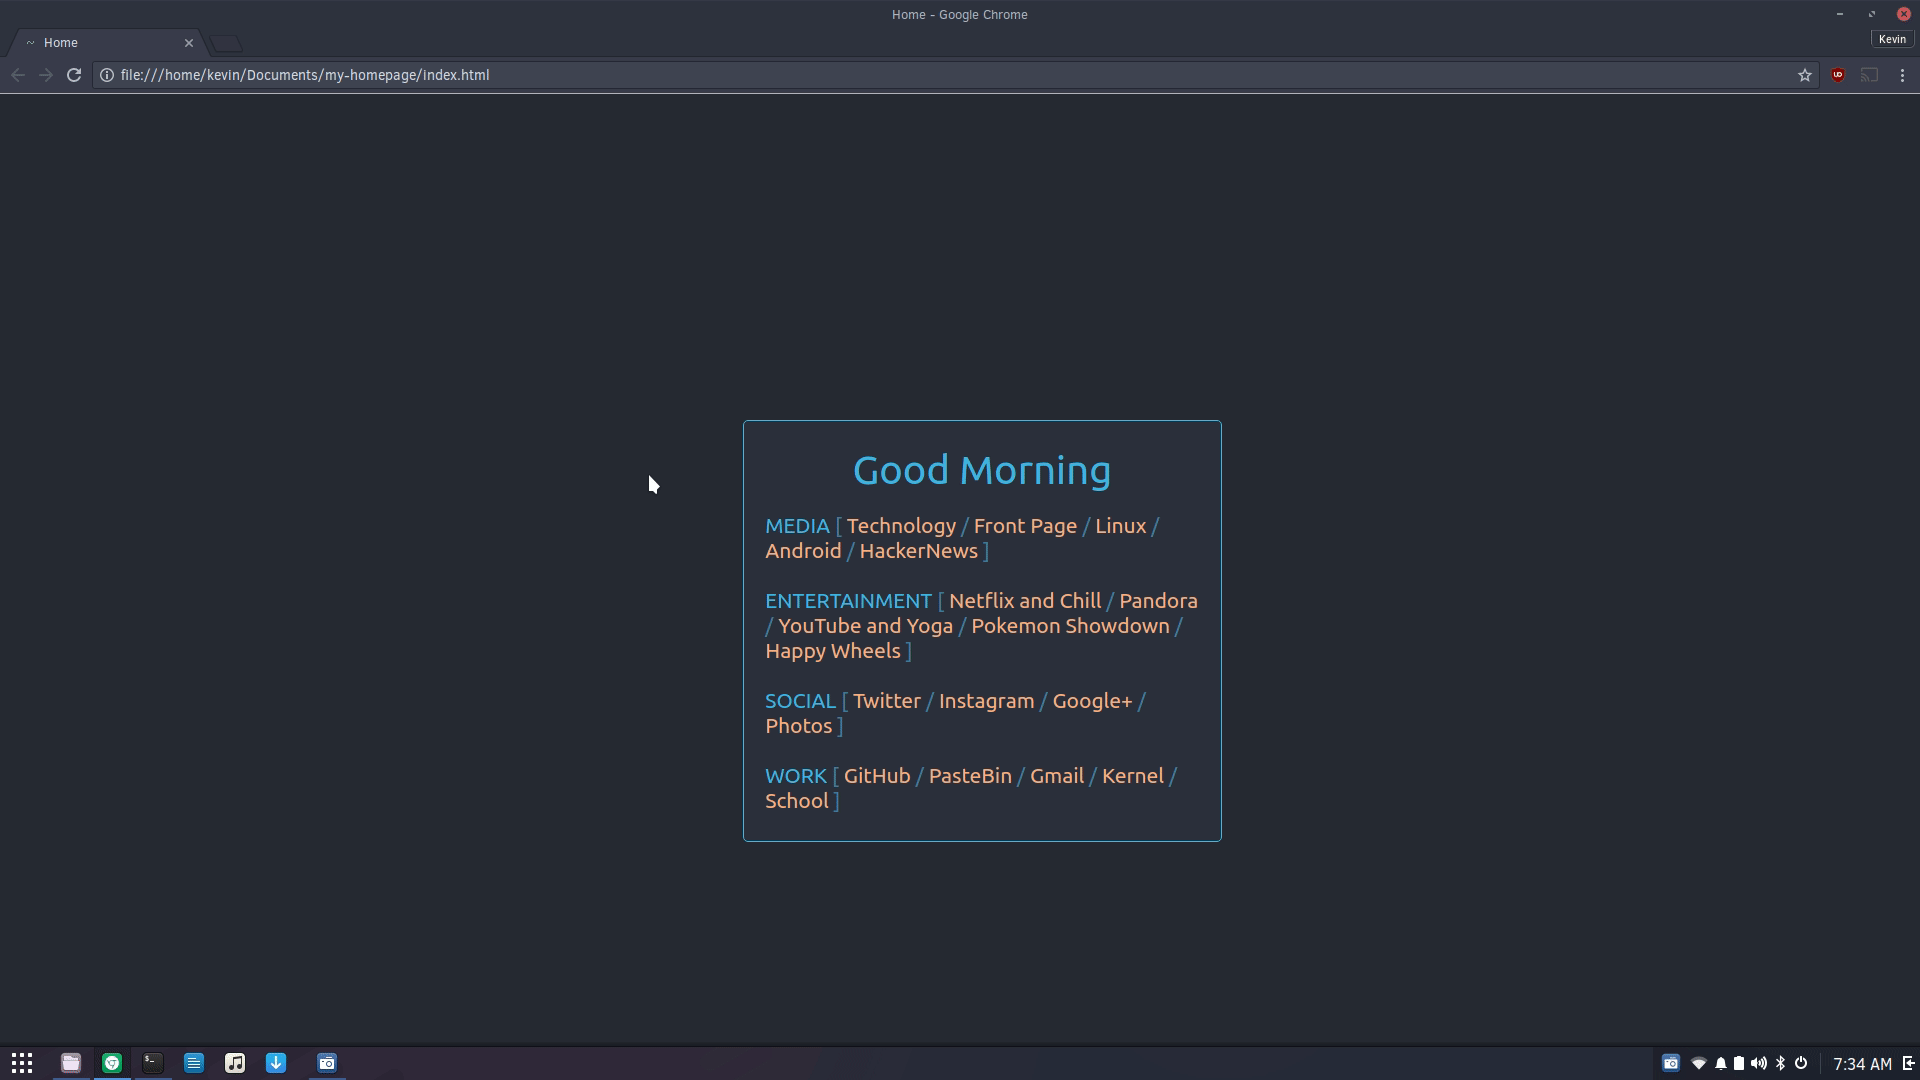 Home - Google Chrome
~ Home
Kevin
file:///home/kevin/Documents/my-homepage/index.html
Good Morning
MEDIA [ Technology / Front Page / Linux /
Android / HackerNews ]
ENTERTAINMENT [ Netflix and Chill / Pandora
/ YouTube and Yoga / Pokemon Showdown /
Happy Wheels ]
SOCIAL [ Twitter / Instagram / Google+ /
Photos ]
WORK [ GitHub / PasteBin / Gmail / Kernel /
School ]
7:34 AM